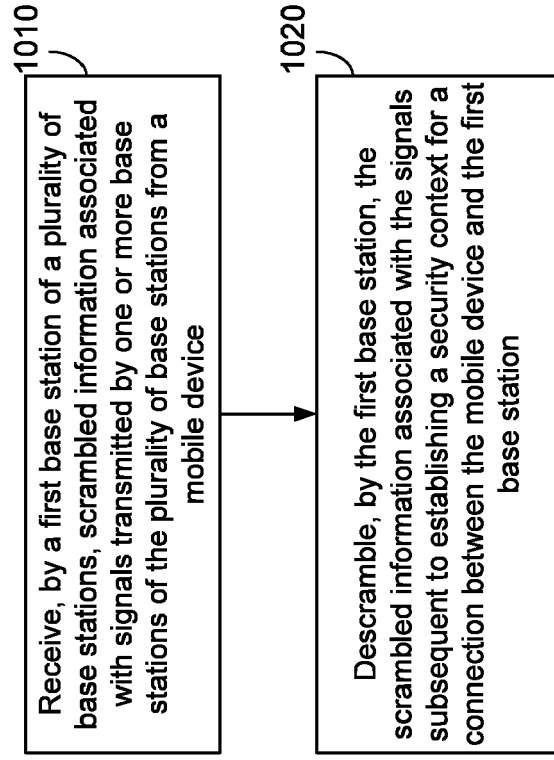 1010
Receive, by a first base station of a plurality of
base stations, scrambled information associated
with signals transmitted by one or more base
stations of the plurality of base stations from a
mobile device
1020
Descramble, by the first base station, the
scrambled information associated with the signals
subsequent to establishing a security context for a
connection between the mobile device and the first
base station